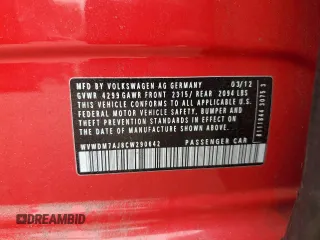 MFD. BY VOLKSWAGEN AG GERMANY 03/12
GVWR 4299 GAWR FRONT 2315/ REAR 2094 LBS
THIS VEHICLE CONFORMS TO ALL APPLICABLE U.S.
FEDERAL MOTOR VEHICLE SAFETY, BUMPER AND
THEFT PREVENTION STANDARDS IN EFFECT ON THE
DATE OF MANUFACTURE SHOWN ABOVE.
WVWDM7AJ8CW290642 PASSENGER CAR
DREAMBID